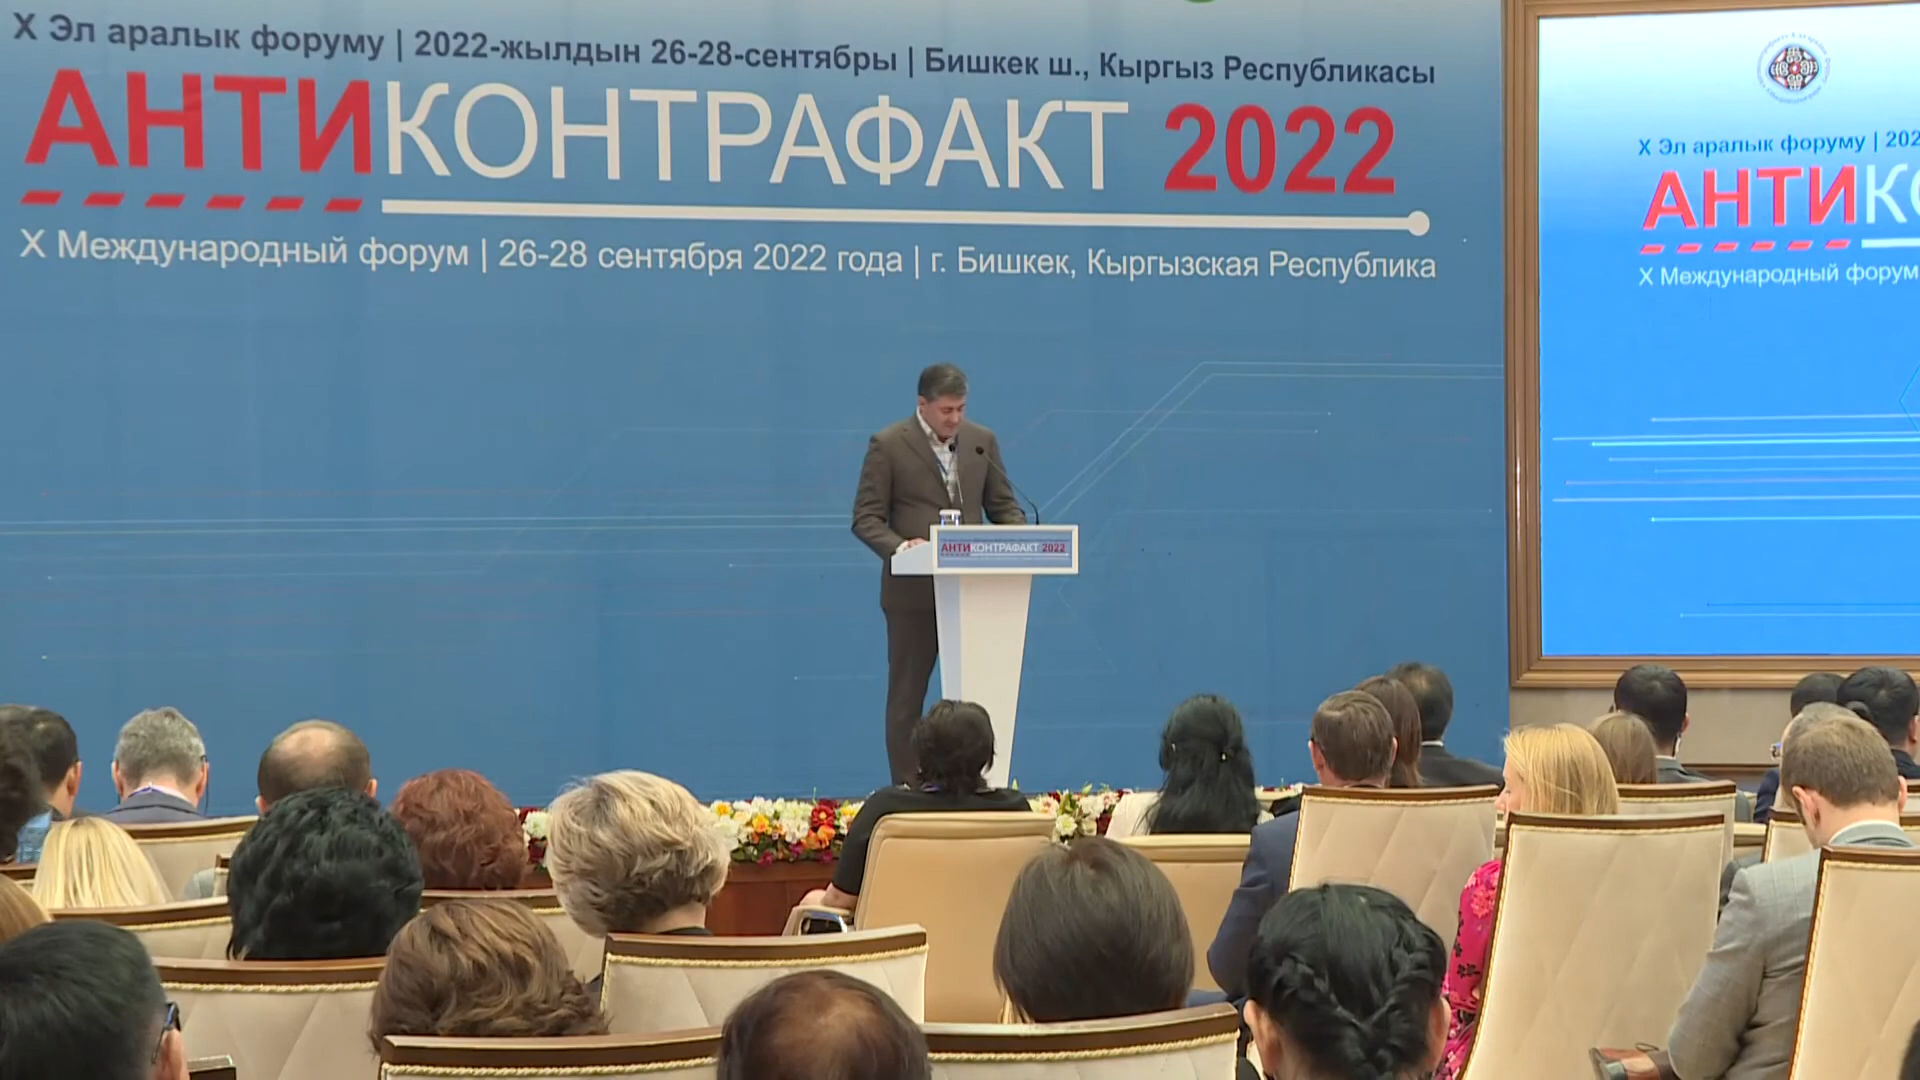 X Эл аралык форуму | 2022-жылдын 26-28-сентябры | Бишкек ш., Кыргыз Республикасы
АНТИКОНТРАФАКТ 2022
X Международный форум | 26-28 сентября 2022 года | г. Бишкек, Кыргызская Республика
X Эл аралык форуму | 202
АНТИК
X Международный форум
АНТИКОНТРАФАКТ 2022